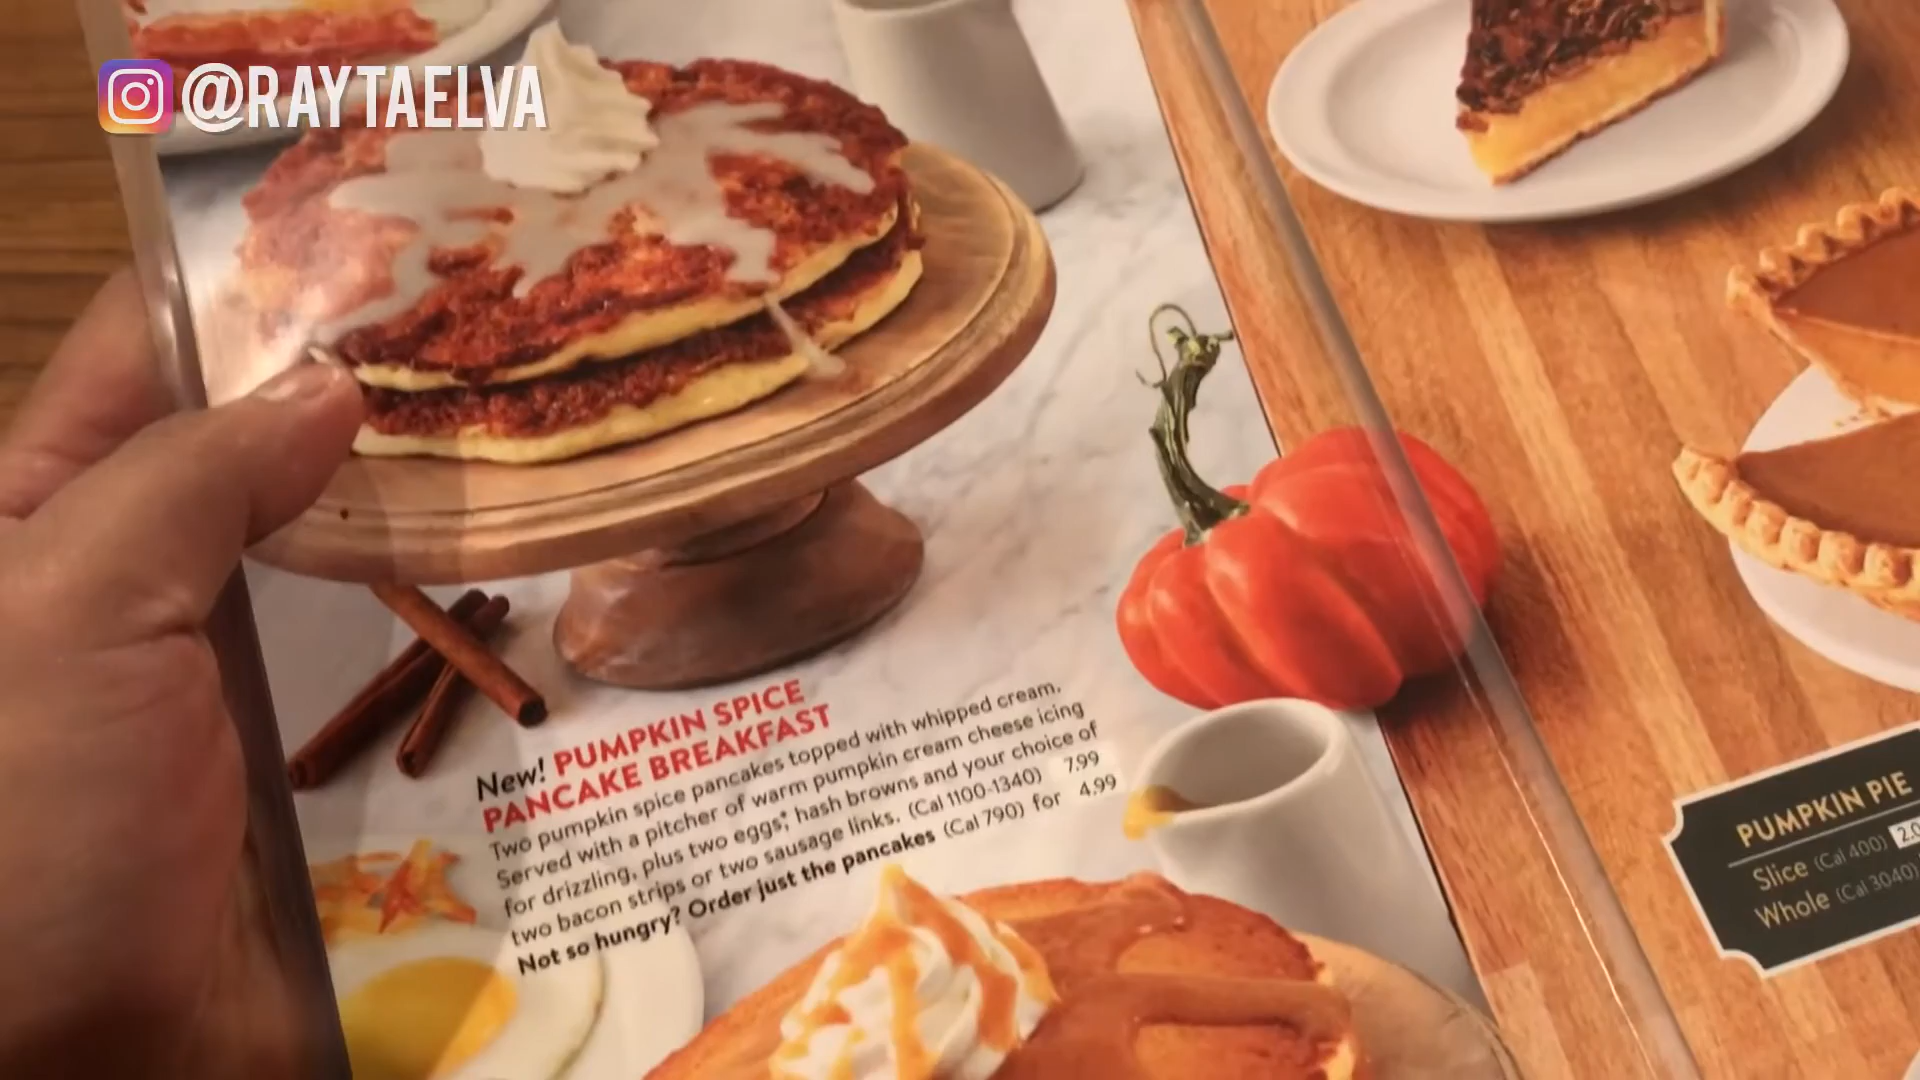 @RAYTAELVA
New! PUMPKIN SPICE
PANCAKE BREAKFAST
Two pumpkin spice pancakes topped with whipped cream.
Served with a pitcher of warm pumpkin cream cheese icing
for drizzling, plus two eggs*, hash browns and your choice of
two bacon strips or two sausage links. (Cal 1100-1340) 7.99
Not so hungry? Order just the pancakes (Cal 790) for 4.99
PUMPKIN PIE
Slice (Cal 400)
Whole (Cal 3040)